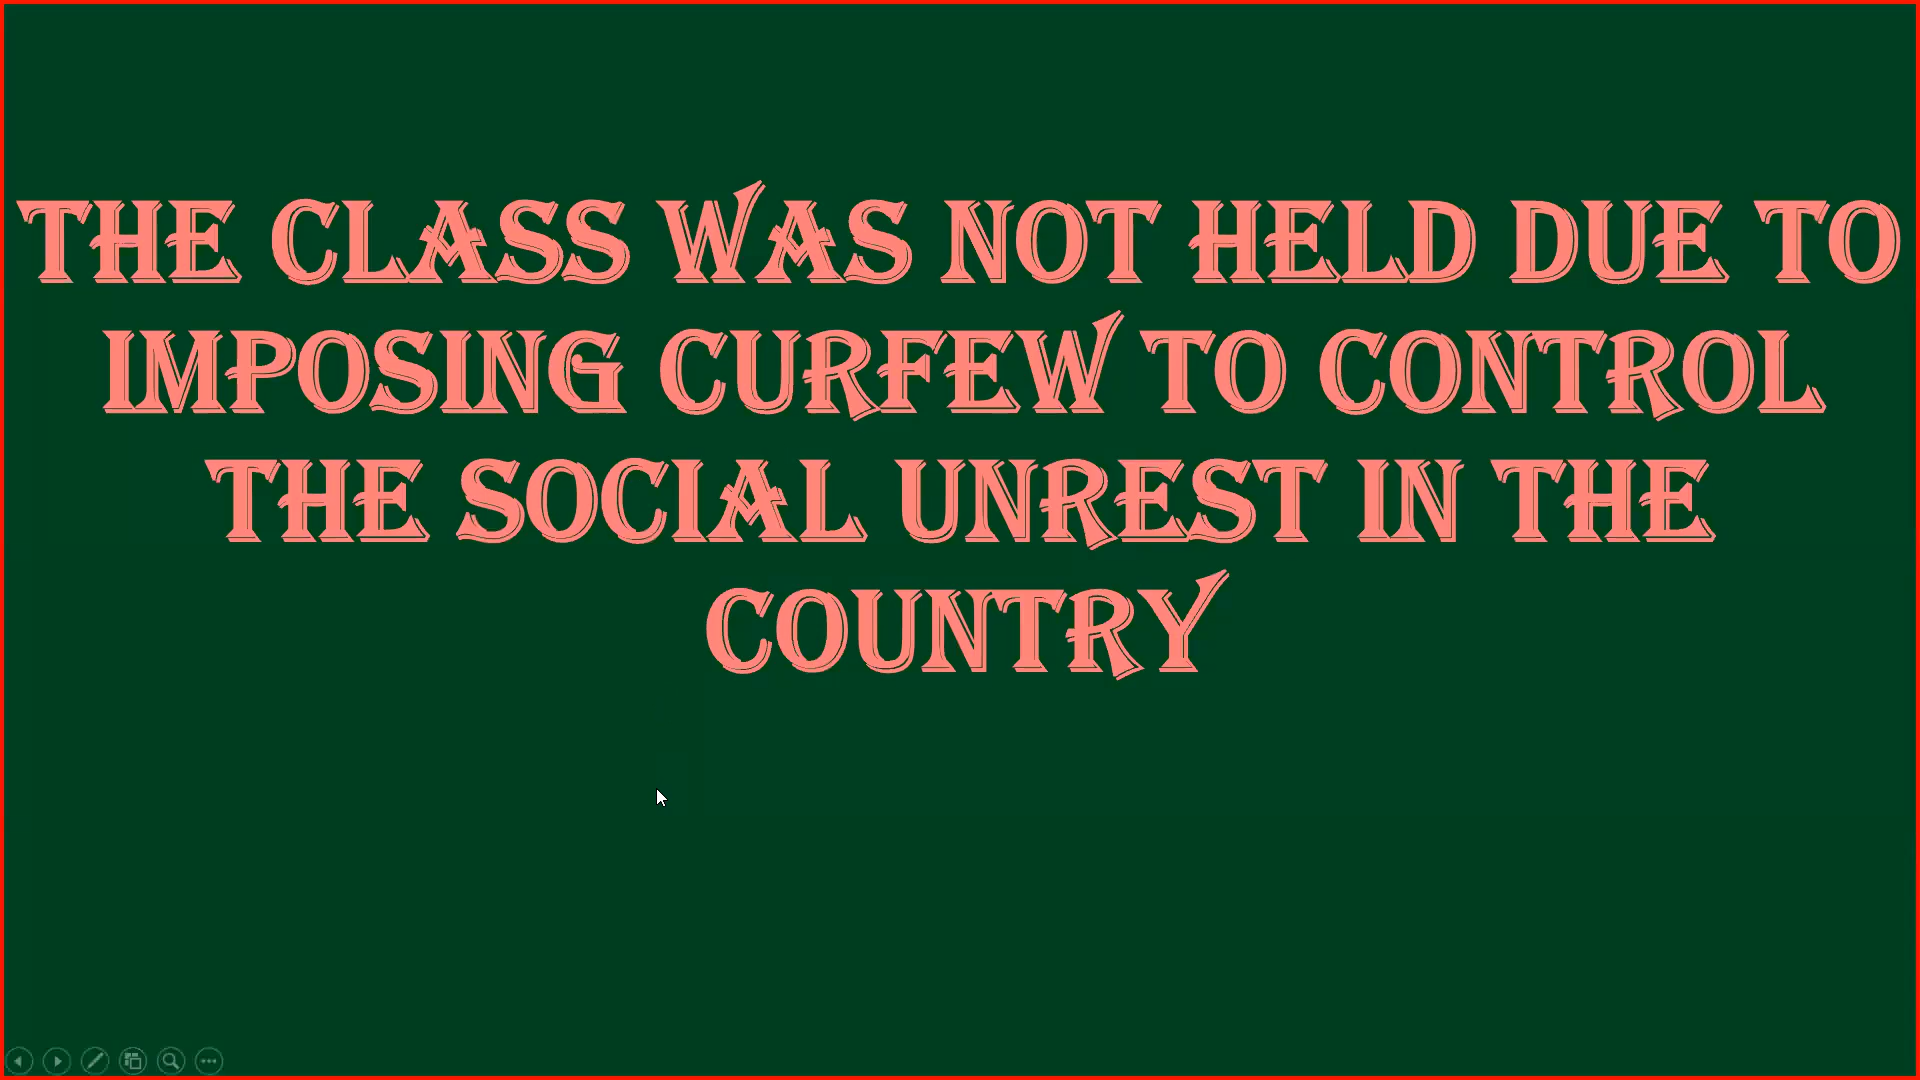 THE CLASS WAS NOT HELD DUE TO
IMPOSING CURFEW TO CONTROL
THE SOCIAL UNREST IN THE
COUNTRY